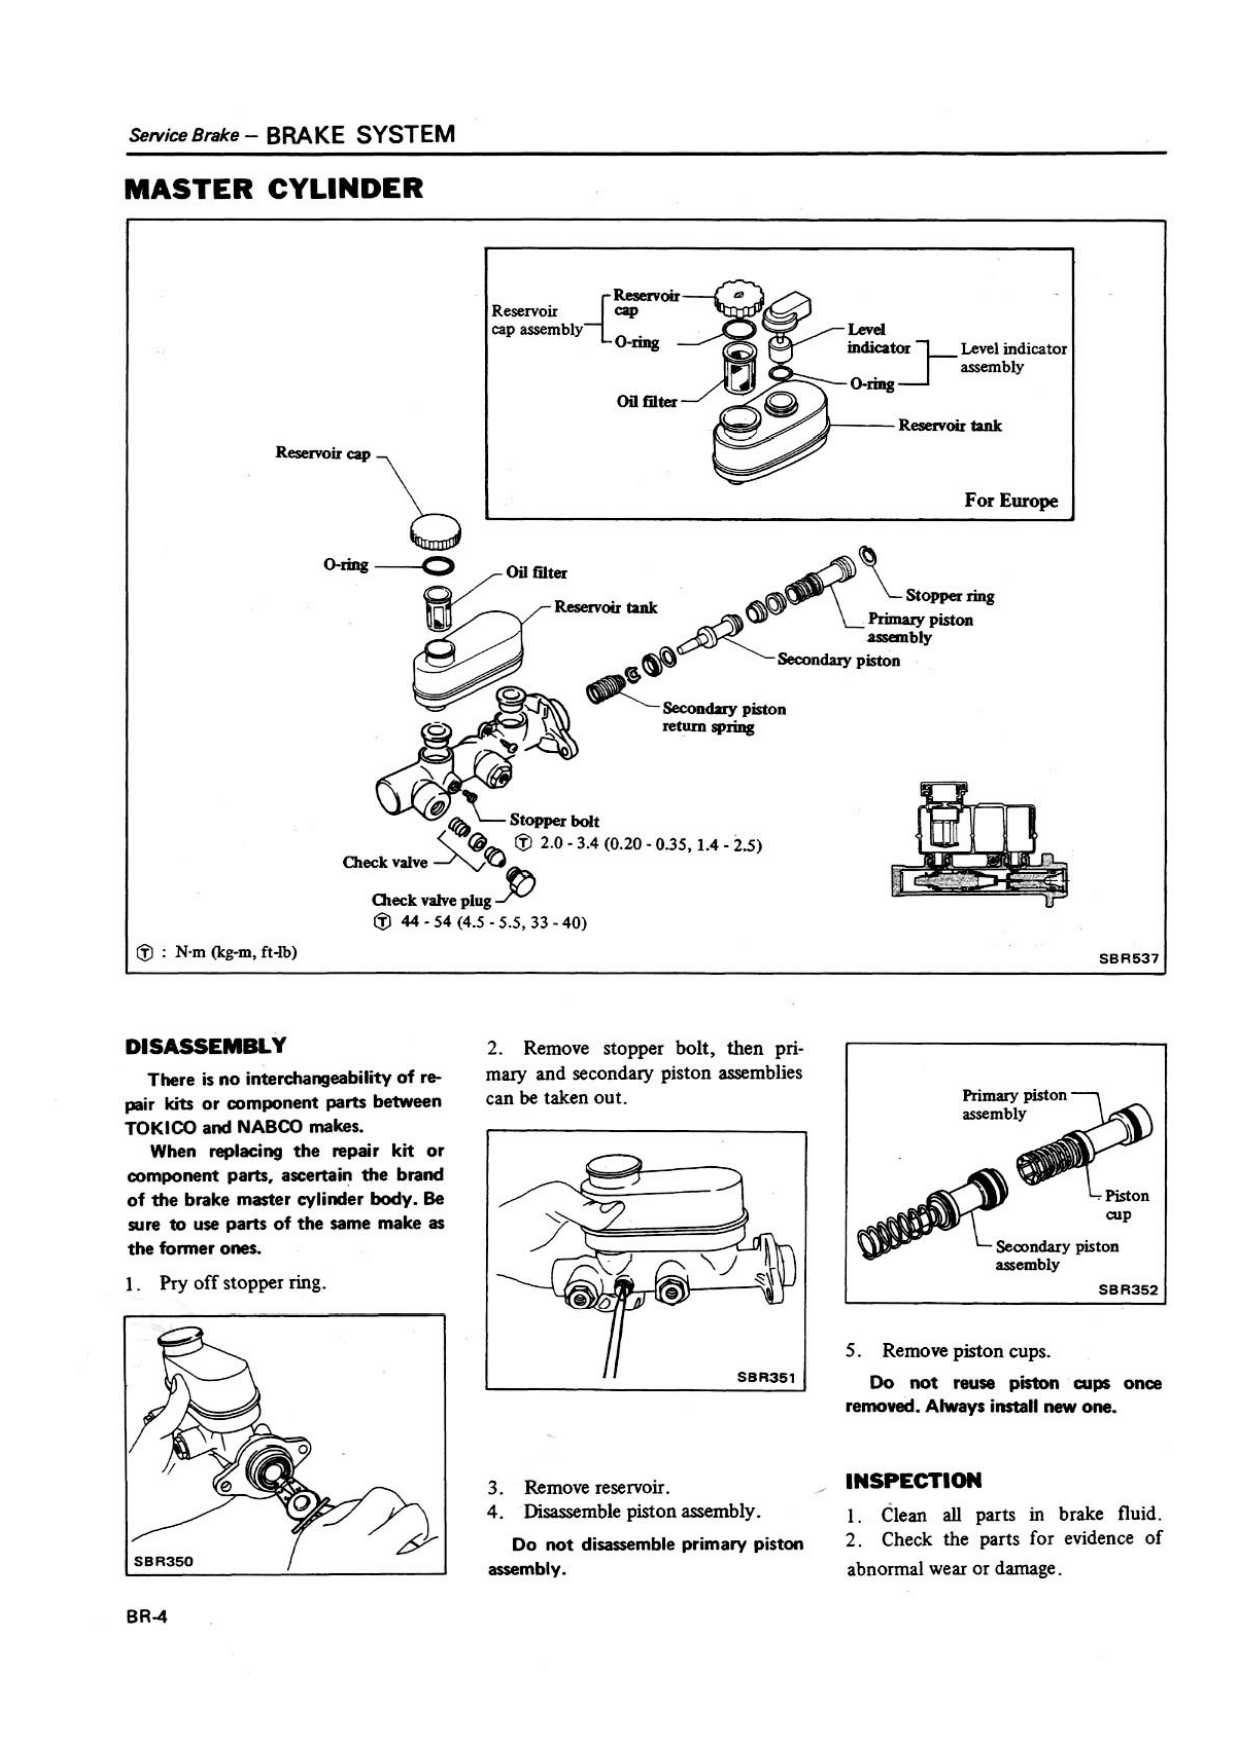 Service Brake – BRAKE SYSTEM
MASTER CYLINDER
Reservoir
cap assembly
Reservoir
cap
O-ring
Oil filter
Level
indicator
O-ring
Level indicator
assembly
Reservoir tank
For Europe
Reservoir cap
O-ring
Oil filter
Reservoir tank
Stopper ring
Primary piston
assembly
Secondary piston
Secondary piston
return spring
Stopper bolt
Ⓣ 2.0 - 3.4 (0.20 - 0.35, 1.4 - 2.5)
Check valve
Check valve plug
Ⓣ 44 - 54 (4.5 - 5.5, 33 - 40)
Ⓣ : N·m (kg-m, ft-lb)
SBR537
DISASSEMBLY
There is no interchangeability of re-
pair kits or component parts between
TOKICO and NABCO makes.
When replacing the repair kit or
component parts, ascertain the brand
of the brake master cylinder body. Be
sure to use parts of the same make as
the former ones.
1. Pry off stopper ring.
SBR350
2. Remove stopper bolt, then pri-
mary and secondary piston assemblies
can be taken out.
SBR351
3. Remove reservoir.
4. Disassemble piston assembly.
Do not disassemble primary piston
assembly.
Primary piston
assembly
Piston
cup
Secondary piston
assembly
SBR352
5. Remove piston cups.
Do not reuse piston cups once
removed. Always install new one.
INSPECTION
1. Clean all parts in brake fluid.
2. Check the parts for evidence of
abnormal wear or damage.
BR-4